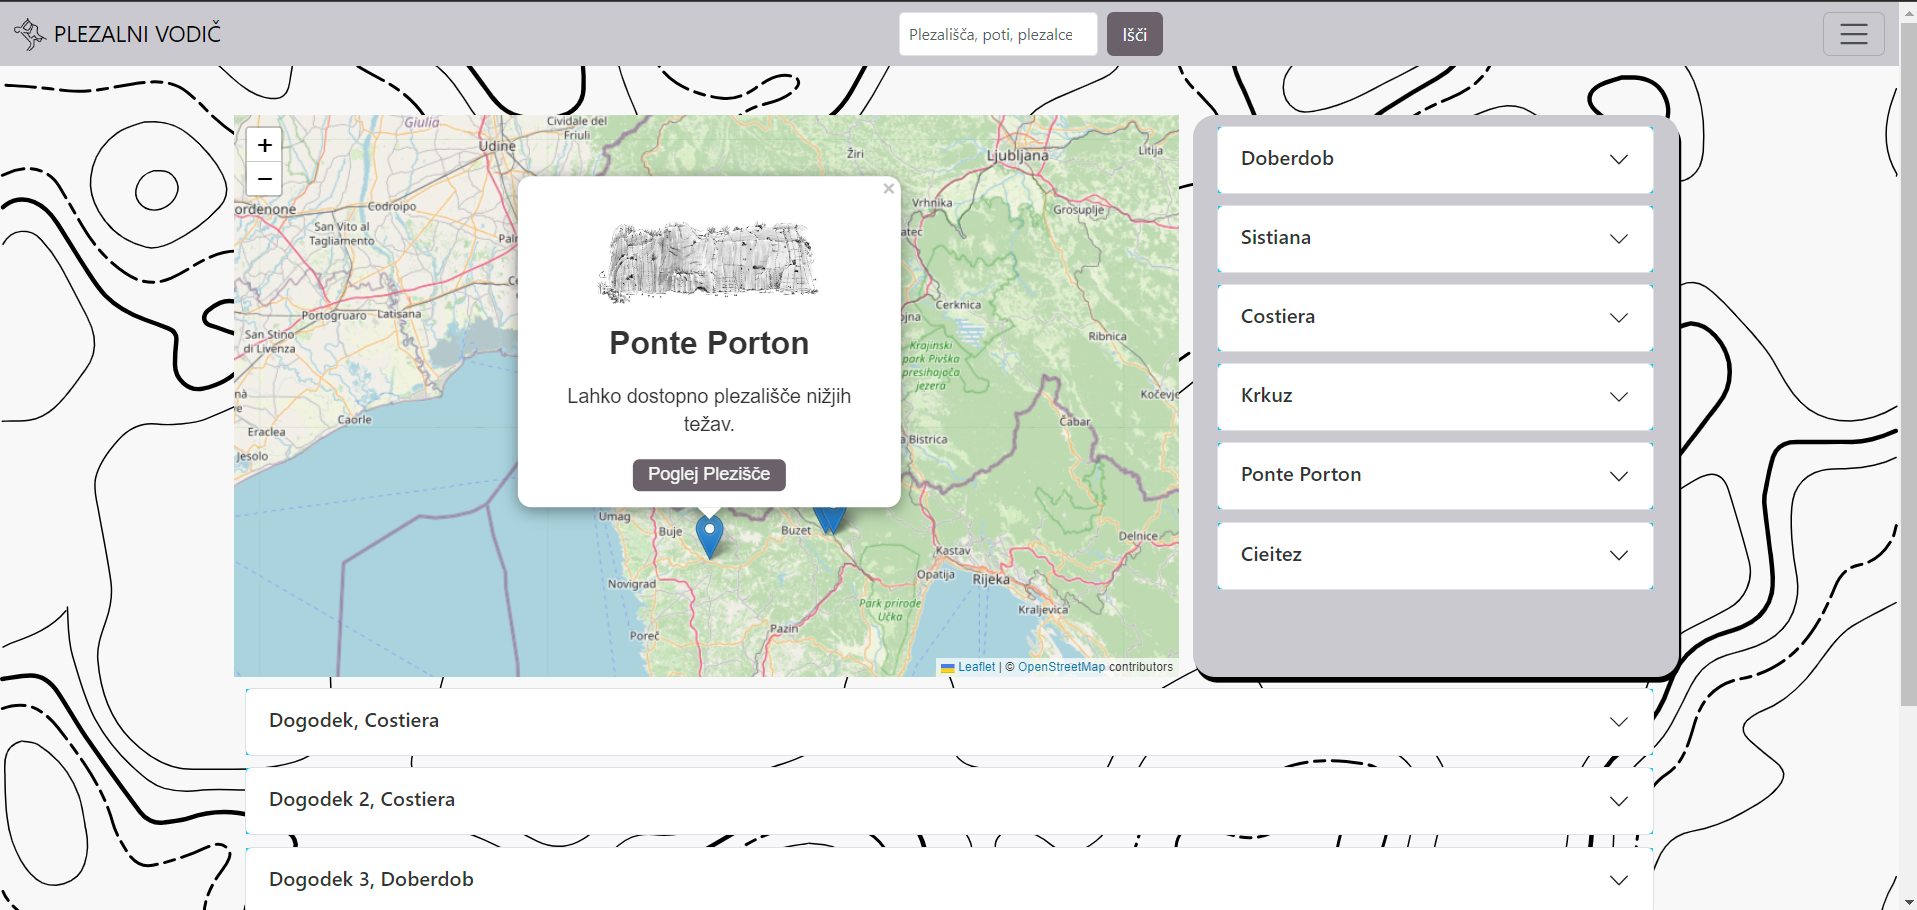 PLEZALNI VODIČ
Plezališča, poti, plezalce
Išči
+
−
Giulia
Cividale del
Friuli
Udine
Žiri
Ljubljana
Litija
ordenone
Codroipo
San Vito al
Tagliamento
Palr
Vrhnika
Grosuplje
atec
Portogruaro
Latisana
San Stino
di Livenza
Cerknica
ojna
Krajinski
park Pivška
presihajoča
jezera
Ribnica
Kočevje
Caorle
Eraclea
Jesolo
Čabar
a Bistrica
×
Ponte Porton
Lahko dostopno plezališče nižjih
težav.
Poglej Plezišče
Umag
Buje
Buzet
Delnice
Kastav
Opatija
Rijeka
Novigrad
Park prirode
Učka
Kraljevica
Pazin
Poreč
Leaflet | © OpenStreetMap contributors
Doberdob
Sistiana
Costiera
Krkuz
Ponte Porton
Cieitez
Dogodek, Costiera
Dogodek 2, Costiera
Dogodek 3, Doberdob